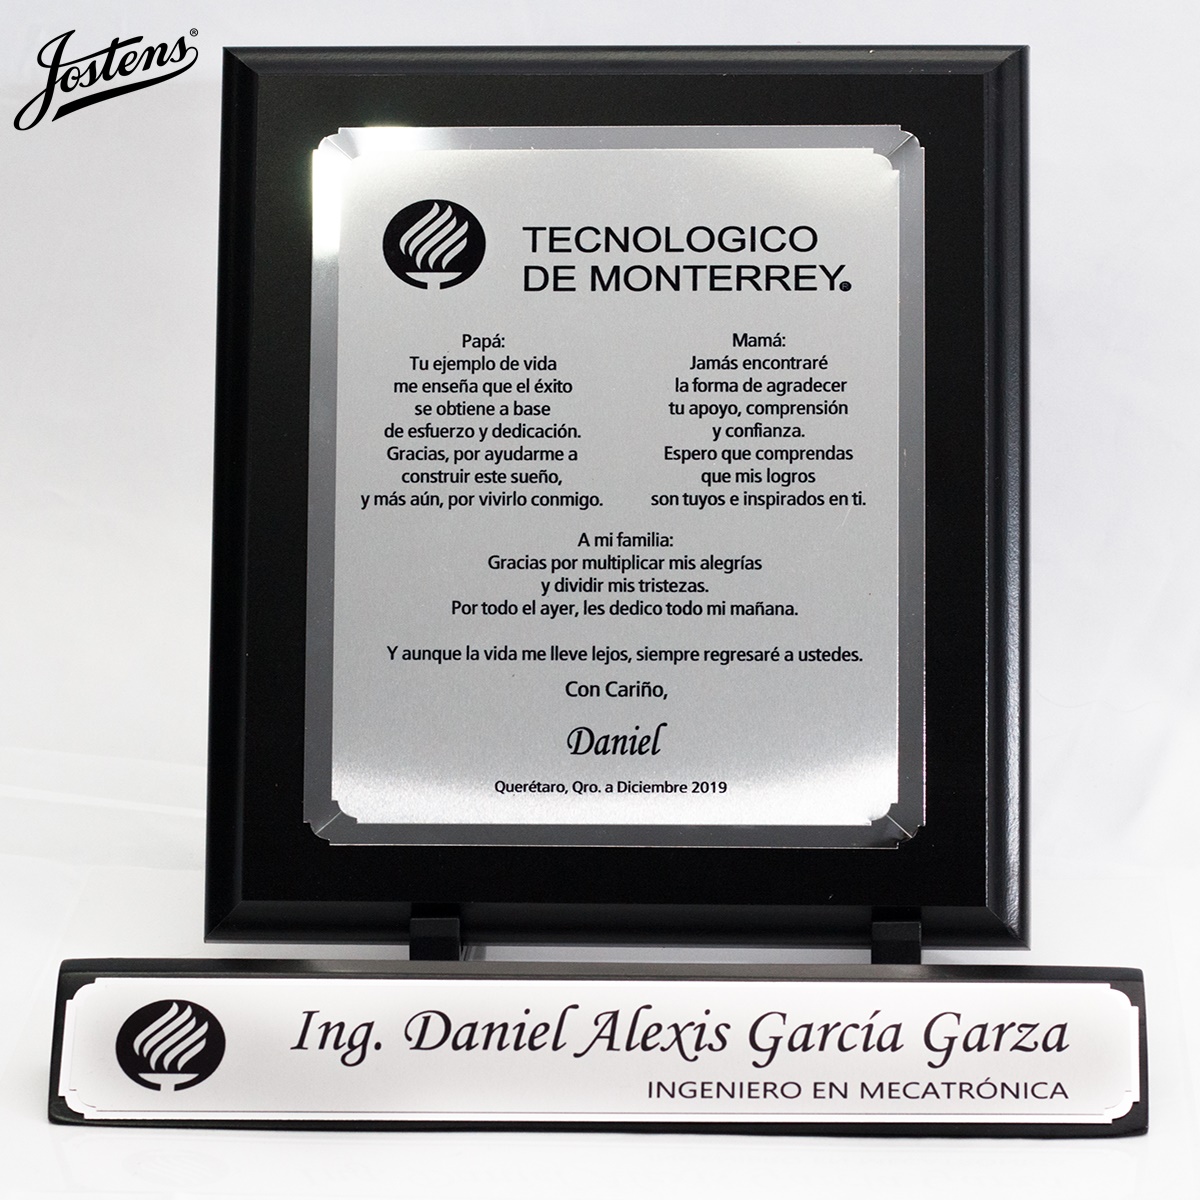 Jostens®
TECNOLOGICO
DE MONTERREY®
Papá:
Tu ejemplo de vida
me enseña que el éxito
se obtiene a base
de esfuerzo y dedicación.
Gracias, por ayudarme a
construir este sueño,
y más aún, por vivirlo conmigo.
Mamá:
Jamás encontraré
la forma de agradecer
tu apoyo, comprensión
y confianza.
Espero que comprendas
que mis logros
son tuyos e inspirados en ti.
A mi familia:
Gracias por multiplicar mis alegrías
y dividir mis tristezas.
Por todo el ayer, les dedico todo mi mañana.
Y aunque la vida me lleve lejos, siempre regresaré a ustedes.
Con Cariño,
Daniel
Querétaro, Qro. a Diciembre 2019
Ing. Daniel Alexis García Garza
INGENIERO EN MECATRÓNICA